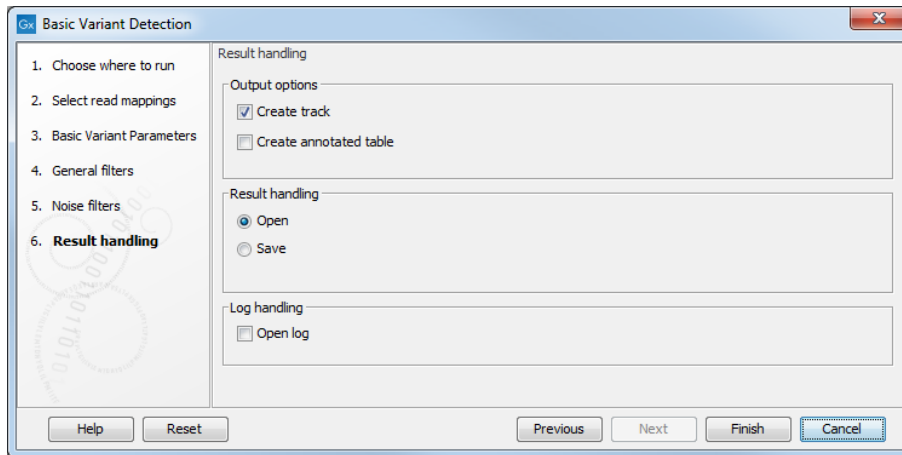 Gx Basic Variant Detection
1. Choose where to run
2. Select read mappings
3. Basic Variant Parameters
4. General filters
5. Noise filters
6. Result handling
Result handling
Output options
Create track
Create annotated table
Result handling
Open
Save
Log handling
Open log
Help Reset Previous Next Finish Cancel